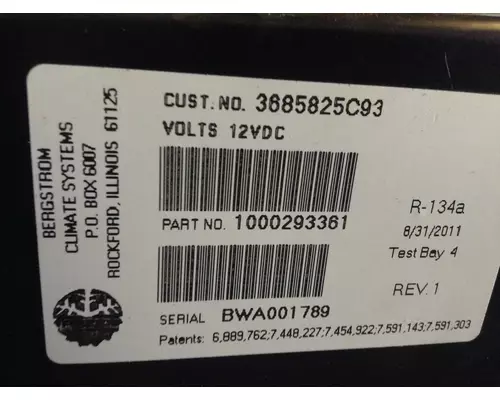 BERGSTROM
CLIMATE SYSTEMS
P.O. BOX 6007
ROCKFORD, ILLINOIS 61125
CUST. NO. 3685825C93
VOLTS 12VDC
PART NO. 1000293361
R-134a
8/31/2011
Test Bay 4
REV. 1
SERIAL BWA001789
Patents: 6,889,762;7,448,227;7,454,922;7,591,143;7,591,303